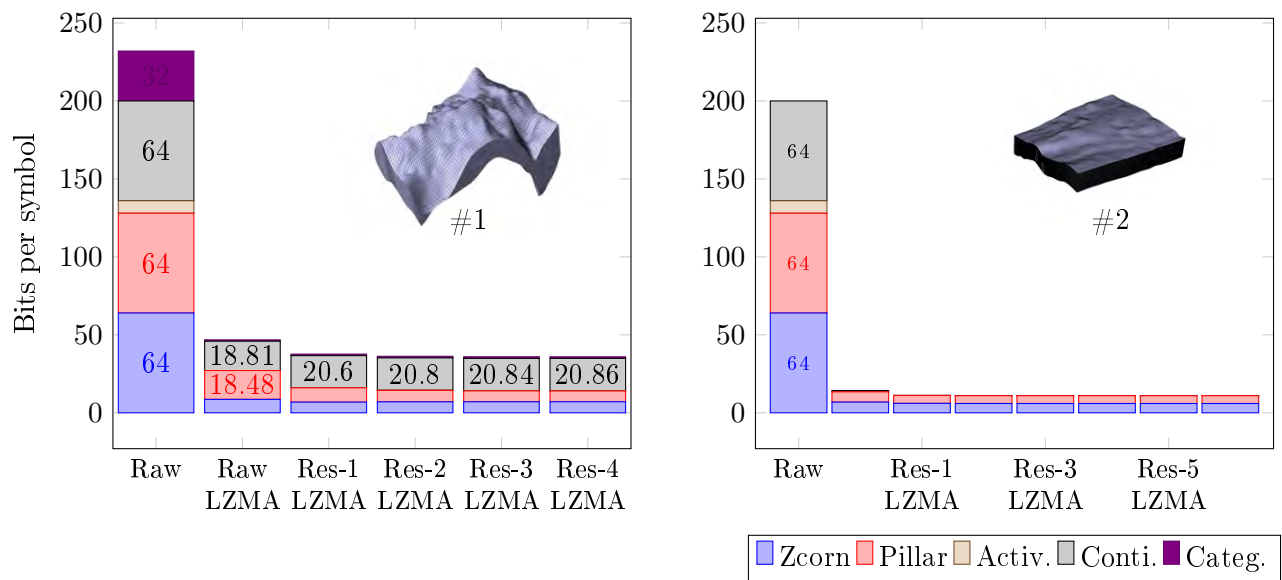 Bits per symbol
250
200
150
100
50
0
32
64
64
64
18.81
18.48
20.6
20.8
20.84
20.86
#1
Raw
Raw LZMA
Res-1 LZMA
Res-2 LZMA
Res-3 LZMA
Res-4 LZMA
250
200
150
100
50
0
64
64
64
#2
Raw
Res-1 LZMA
Res-3 LZMA
Res-5 LZMA
Zcorn Pillar Activ. Conti. Categ.